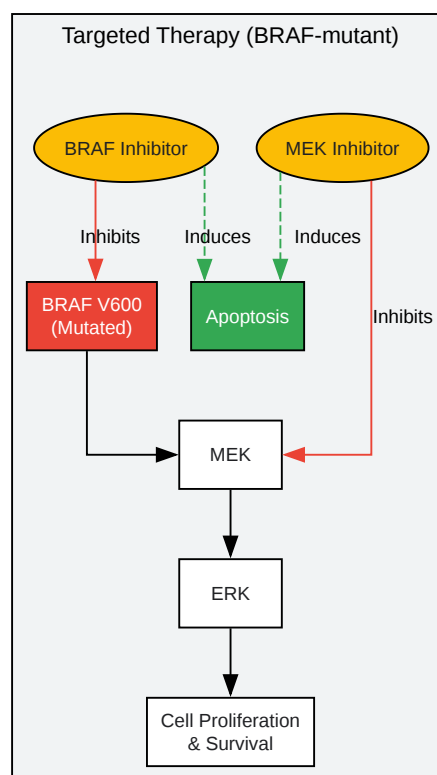 Targeted Therapy (BRAF-mutant)
BRAF Inhibitor
MEK Inhibitor
Inhibits
Induces
Induces
BRAF V600
(Mutated)
Apoptosis
Inhibits
MEK
ERK
Cell Proliferation
& Survival